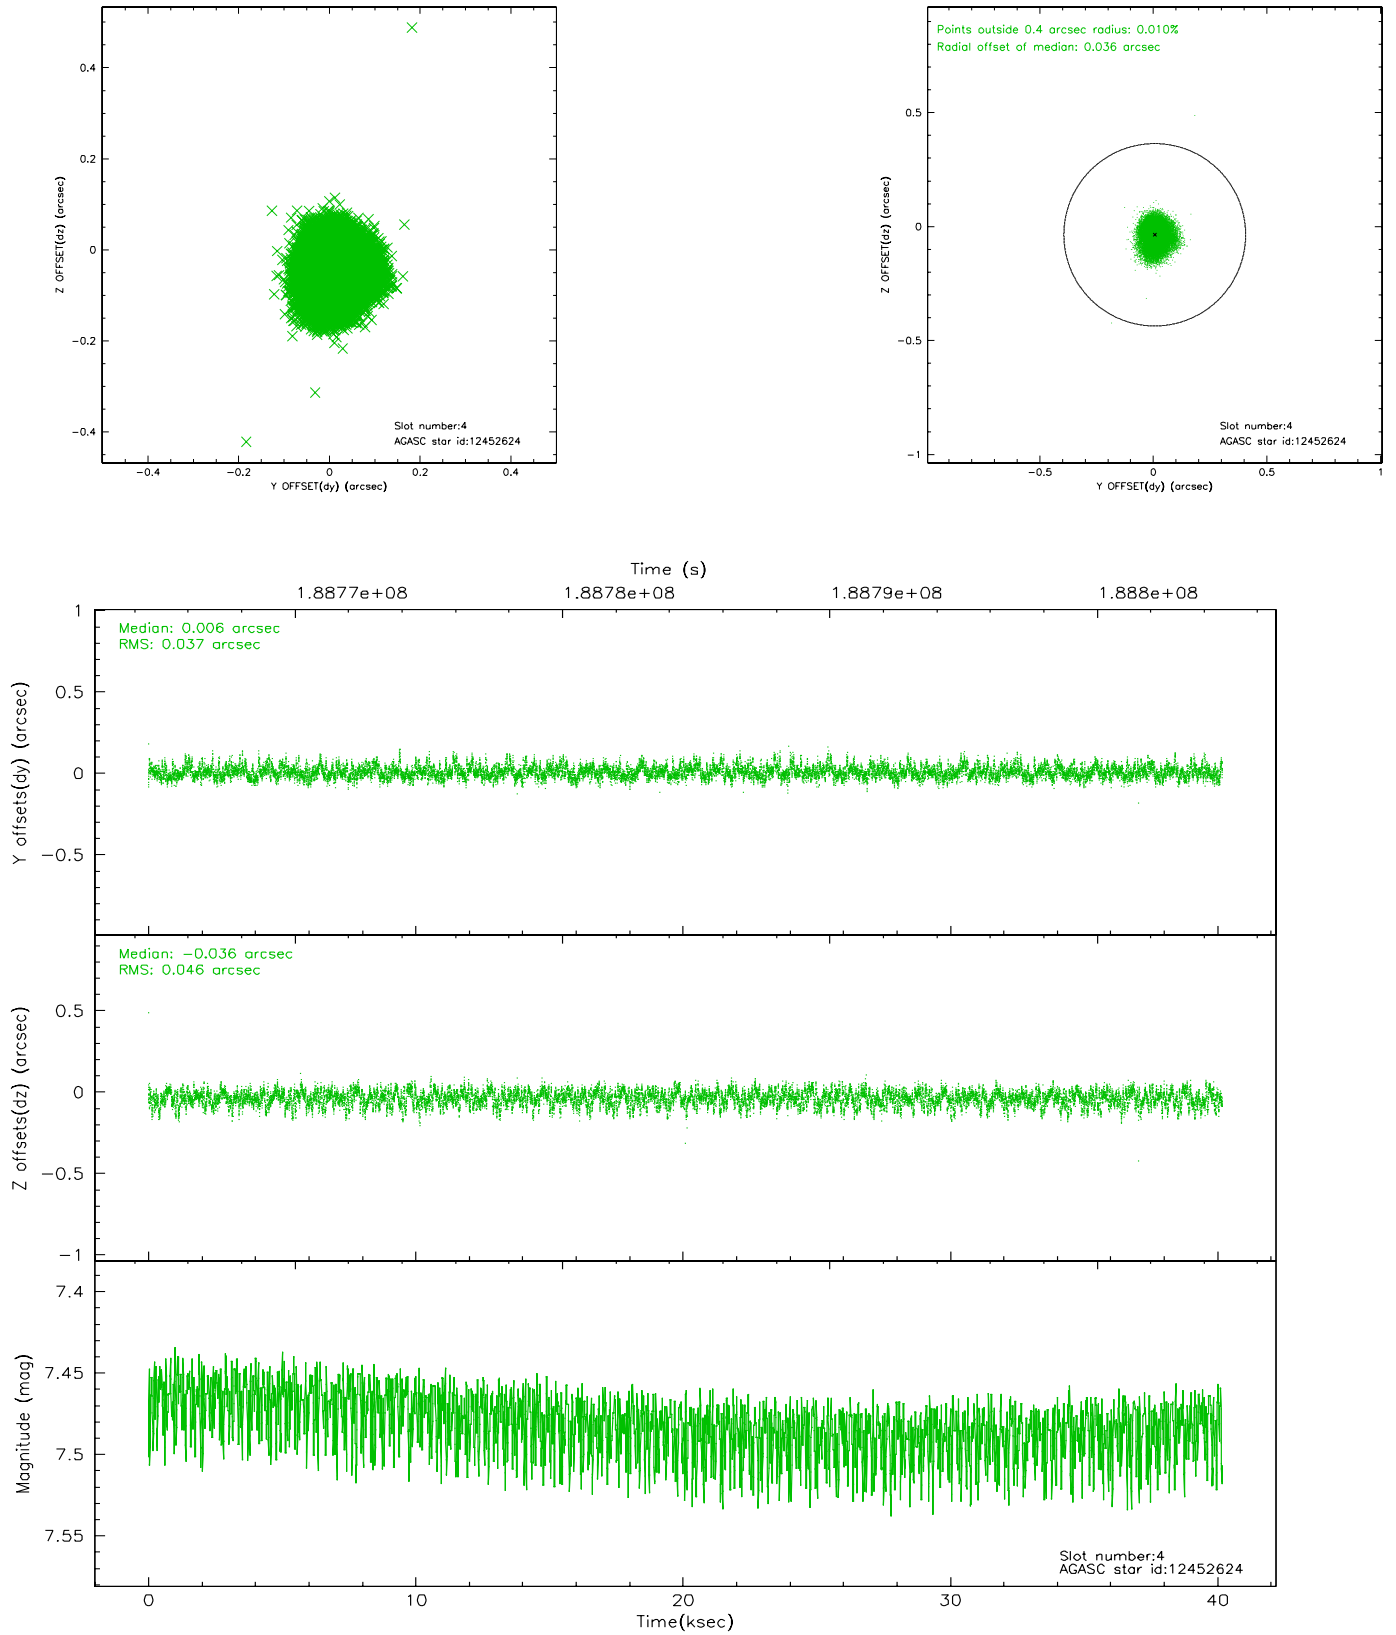 0.4
0.2
0
−0.2
−0.4
Z OFFSET(dz) (arcsec)
Slot number:4
AGASC star id:12452624
−0.4 −0.2 0 0.2 0.4
Y OFFSET(dy) (arcsec)
Points outside 0.4 arcsec radius: 0.010%
Radial offset of median: 0.036 arcsec
0.5
0
−0.5
−1
Z OFFSET(dz) (arcsec)
Slot number:4
AGASC star id:12452624
−0.5 0 0.5 1
Y OFFSET(dy) (arcsec)
Time (s)
1.8877e+08 1.8878e+08 1.8879e+08 1.888e+08
Median: 0.006 arcsec
RMS: 0.037 arcsec
1
0.5
0
−0.5
Y offsets(dy) (arcsec)
Median: −0.036 arcsec
RMS: 0.046 arcsec
0.5
0
−0.5
−1
Z offsets(dz) (arcsec)
7.4
7.45
7.5
7.55
Magnitude (mag)
Slot number:4
AGASC star id:12452624
0 10 20 30 40
Time(ksec)